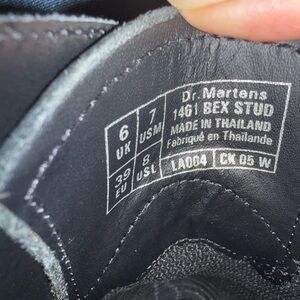 Dr. Martens
1461 BEX STUD
MADE IN THAILAND
Fabriqué en Thaïlande
6 UK
7 USM
39 EU
8 USL
LA004
CK 05 W